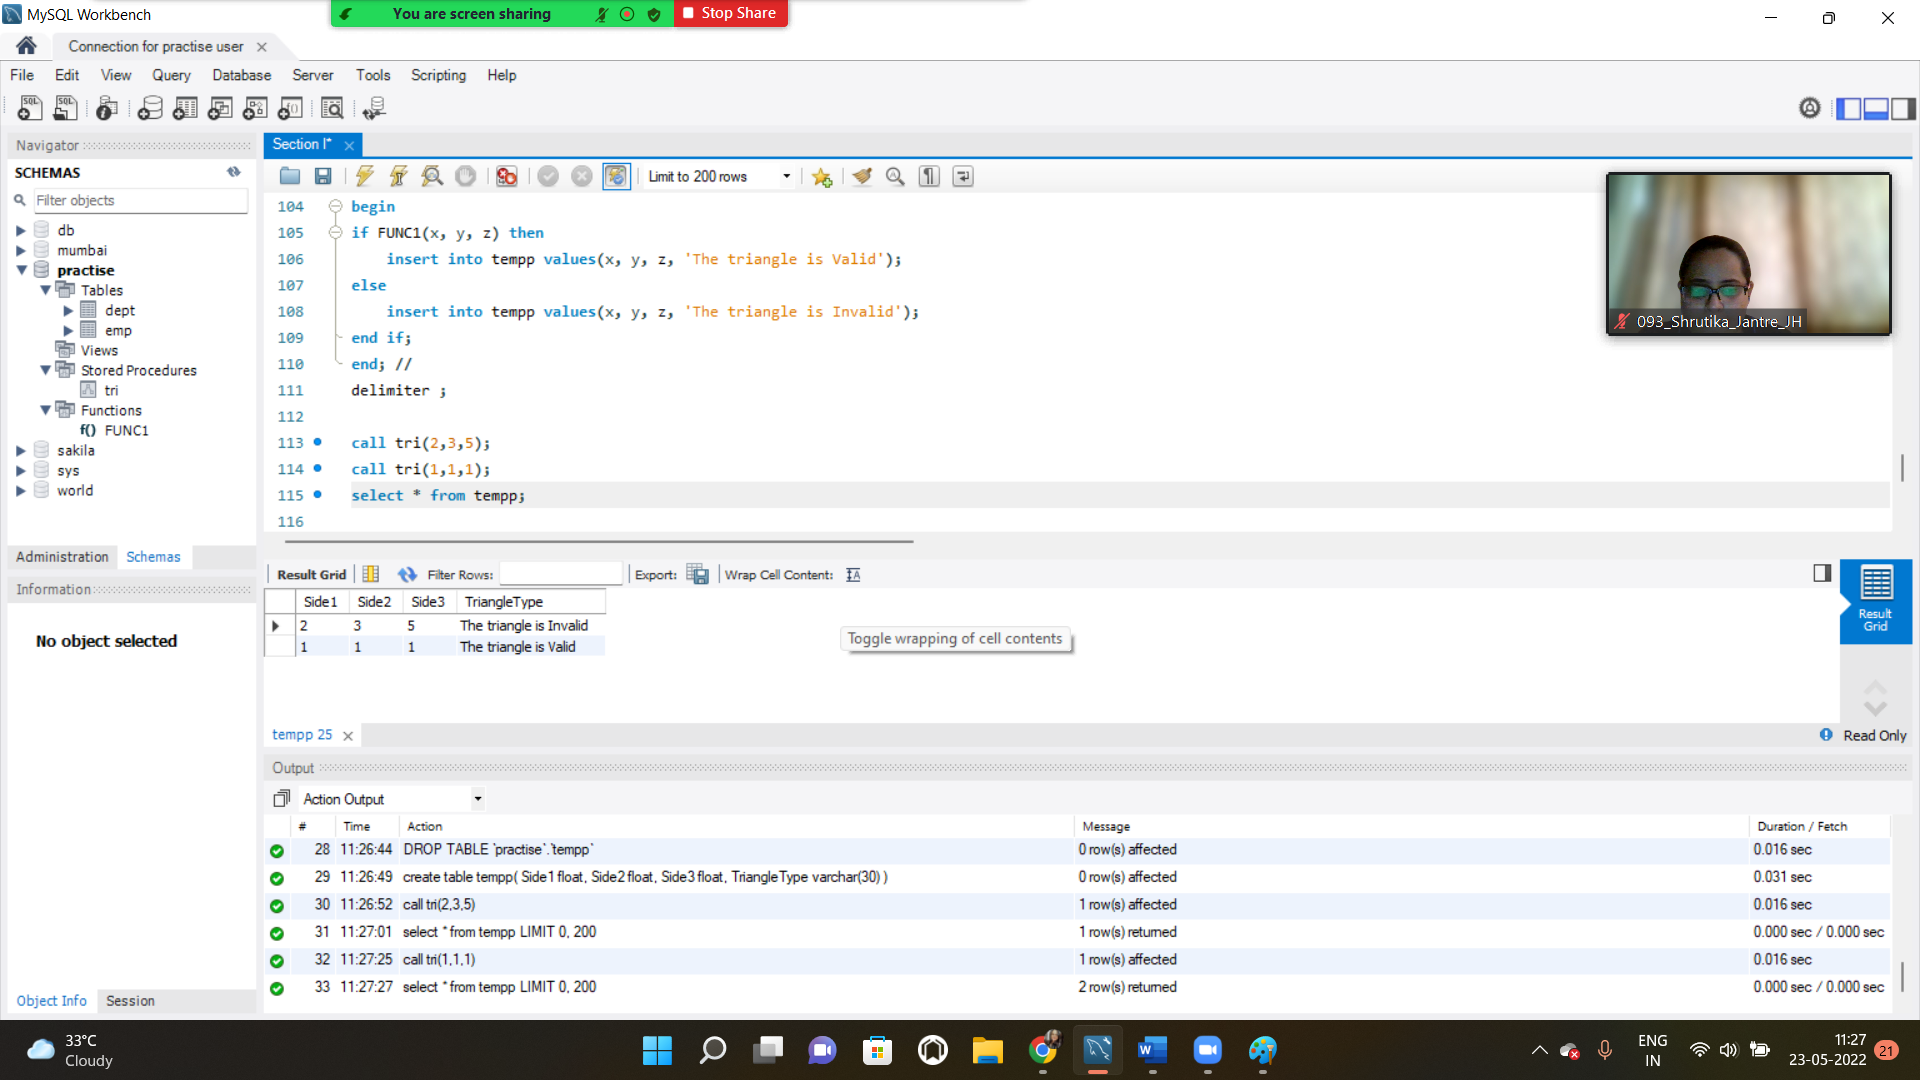 MySQL Workbench
You are screen sharing
Stop Share
Connection for practise user
File Edit View Query Database Server Tools Scripting Help
Navigator
SCHEMAS
Filter objects
db
mumbai
practise
Tables
dept
emp
Views
Stored Procedures
tri
Functions
f() FUNC1
sakila
sys
world
Administration Schemas
Information
No object selected
Object Info Session
Section I*
Limit to 200 rows
104 begin
105 if FUNC1(x, y, z) then
106 insert into tempp values(x, y, z, 'The triangle is Valid');
107 else
108 insert into tempp values(x, y, z, 'The triangle is Invalid');
109 end if;
110 end; //
111 delimiter ;
112
113 call tri(2,3,5);
114 call tri(1,1,1);
115 select * from tempp;
116
093_Shrutika_Jantre_JH
Result Grid Filter Rows: Export: Wrap Cell Content:
Side1 Side2 Side3 TriangleType
2 3 5 The triangle is Invalid
1 1 1 The triangle is Valid
Toggle wrapping of cell contents
Result
Grid
tempp 25
Read Only
Output
Action Output
# Time Action Message Duration / Fetch
28 11:26:44 DROP TABLE `practise`.`tempp` 0 row(s) affected 0.016 sec
29 11:26:49 create table tempp( Side1 float, Side2 float, Side3 float, TriangleType varchar(30) ) 0 row(s) affected 0.031 sec
30 11:26:52 call tri(2,3,5) 1 row(s) affected 0.016 sec
31 11:27:01 select * from tempp LIMIT 0, 200 1 row(s) returned 0.000 sec / 0.000 sec
32 11:27:25 call tri(1,1,1) 1 row(s) affected 0.016 sec
33 11:27:27 select * from tempp LIMIT 0, 200 2 row(s) returned 0.000 sec / 0.000 sec
33°C
Cloudy
ENG
IN
11:27
23-05-2022
21